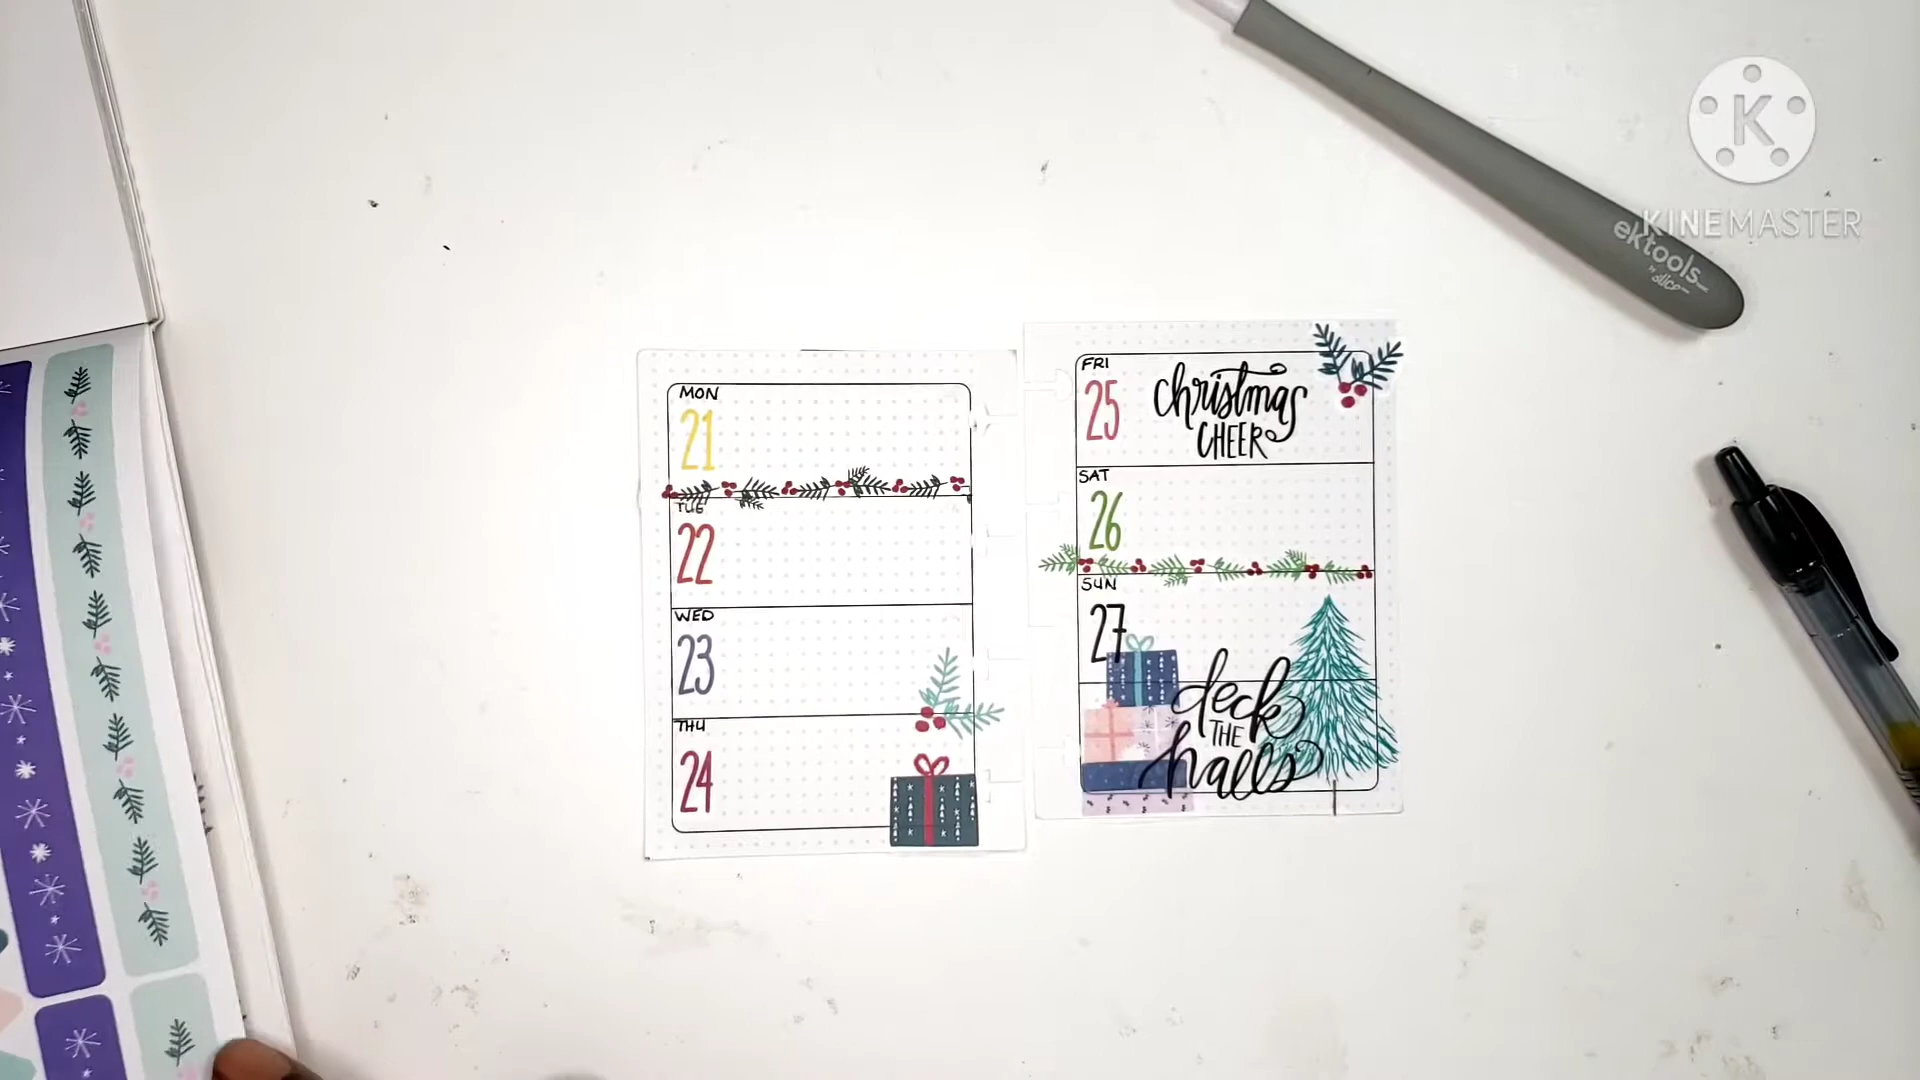 MON
21
TUE
22
WED
23
THU
24
FRI
25
christmas
CHEER
SAT
26
SUN
27
deck
THE
halls
K
KINEMASTER
ektools